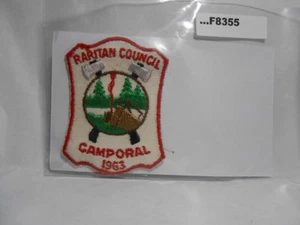 ...F8355
RARITAN COUNCIL
CAMPORAL
1963